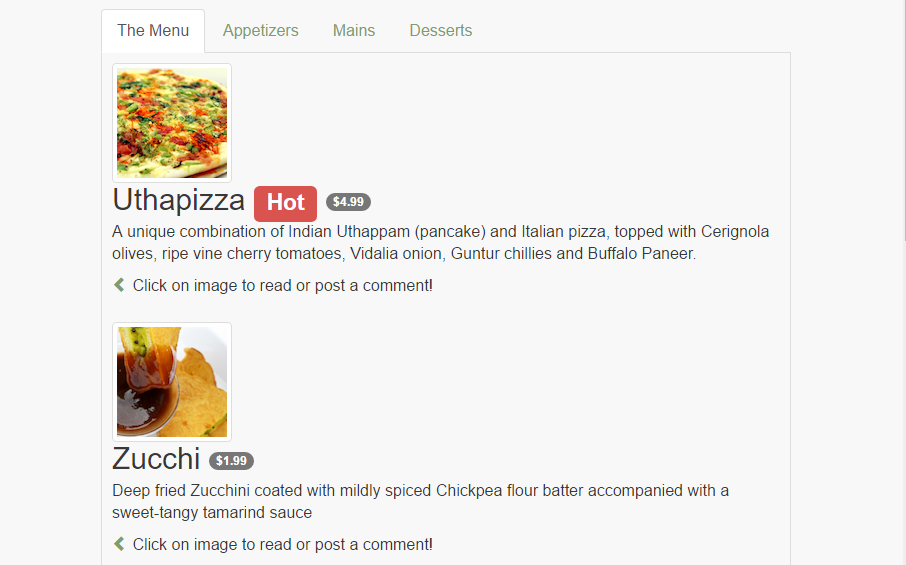 The Menu Appetizers Mains Desserts
Uthapizza Hot $4.99
A unique combination of Indian Uthappam (pancake) and Italian pizza, topped with Cerignola
olives, ripe vine cherry tomatoes, Vidalia onion, Guntur chillies and Buffalo Paneer.
Click on image to read or post a comment!
Zucchi $1.99
Deep fried Zucchini coated with mildly spiced Chickpea flour batter accompanied with a
sweet-tangy tamarind sauce
Click on image to read or post a comment!